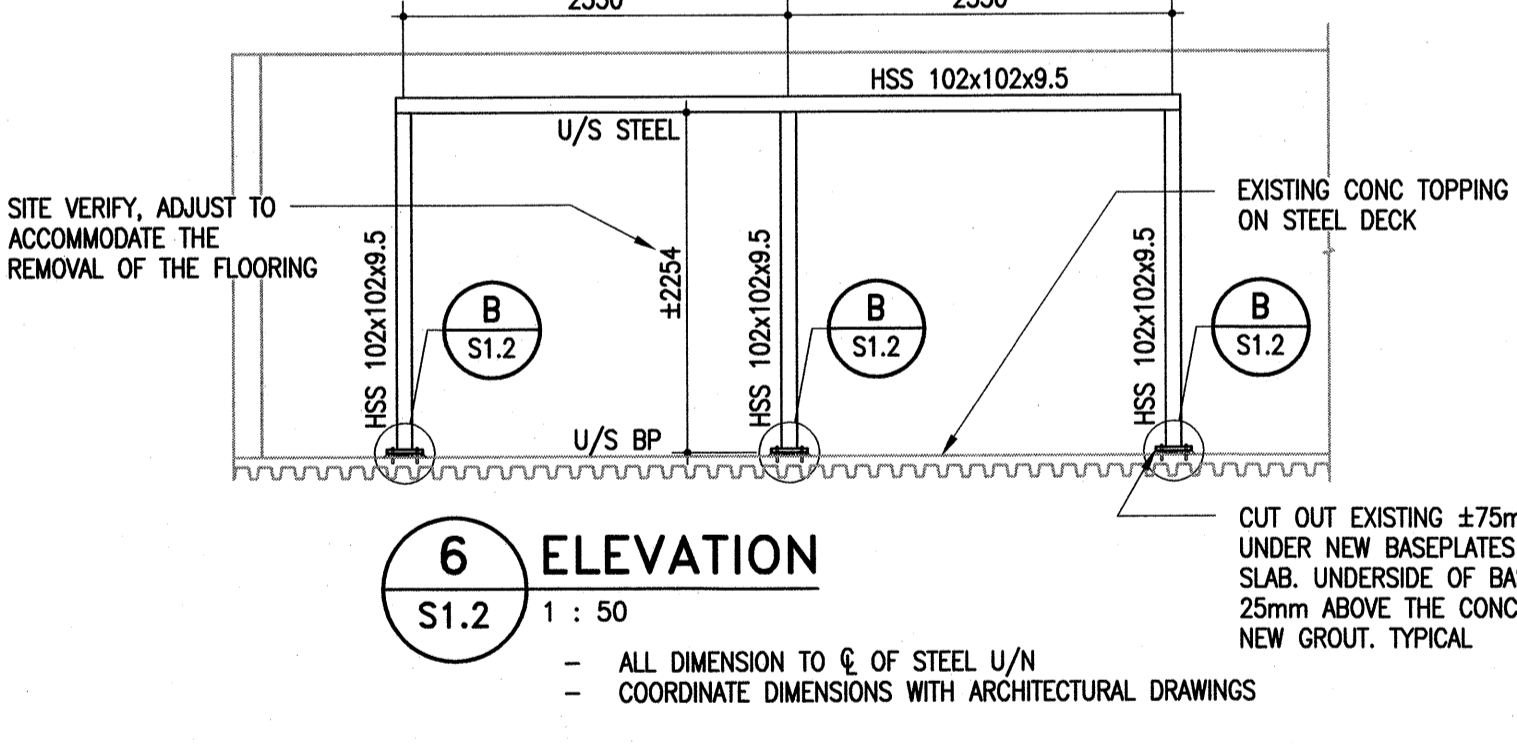 HSS 102x102x9.5
U/S STEEL
SITE VERIFY, ADJUST TO
ACCOMMODATE THE
REMOVAL OF THE FLOORING
EXISTING CONC TOPPING
ON STEEL DECK
HSS 102x102x9.5
±2254
HSS 102x102x9.5
HSS 102x102x9.5
B
S1.2
B
S1.2
B
S1.2
U/S BP
CUT OUT EXISTING
UNDER NEW BASEPLATES
SLAB. UNDERSIDE OF
25mm ABOVE THE CONC
NEW GROUT. TYPICAL
6
S1.2
ELEVATION
1 : 50
- ALL DIMENSION TO ℄ OF STEEL U/N
- COORDINATE DIMENSIONS WITH ARCHITECTURAL DRAWINGS